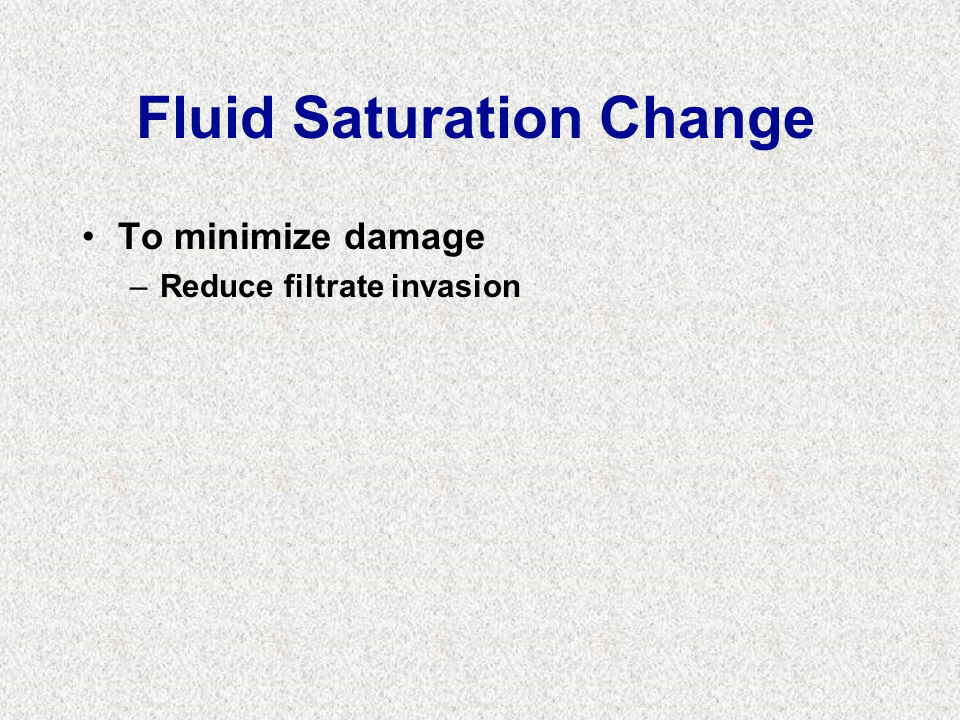 Fluid Saturation Change
• To minimize damage
– Reduce filtrate invasion